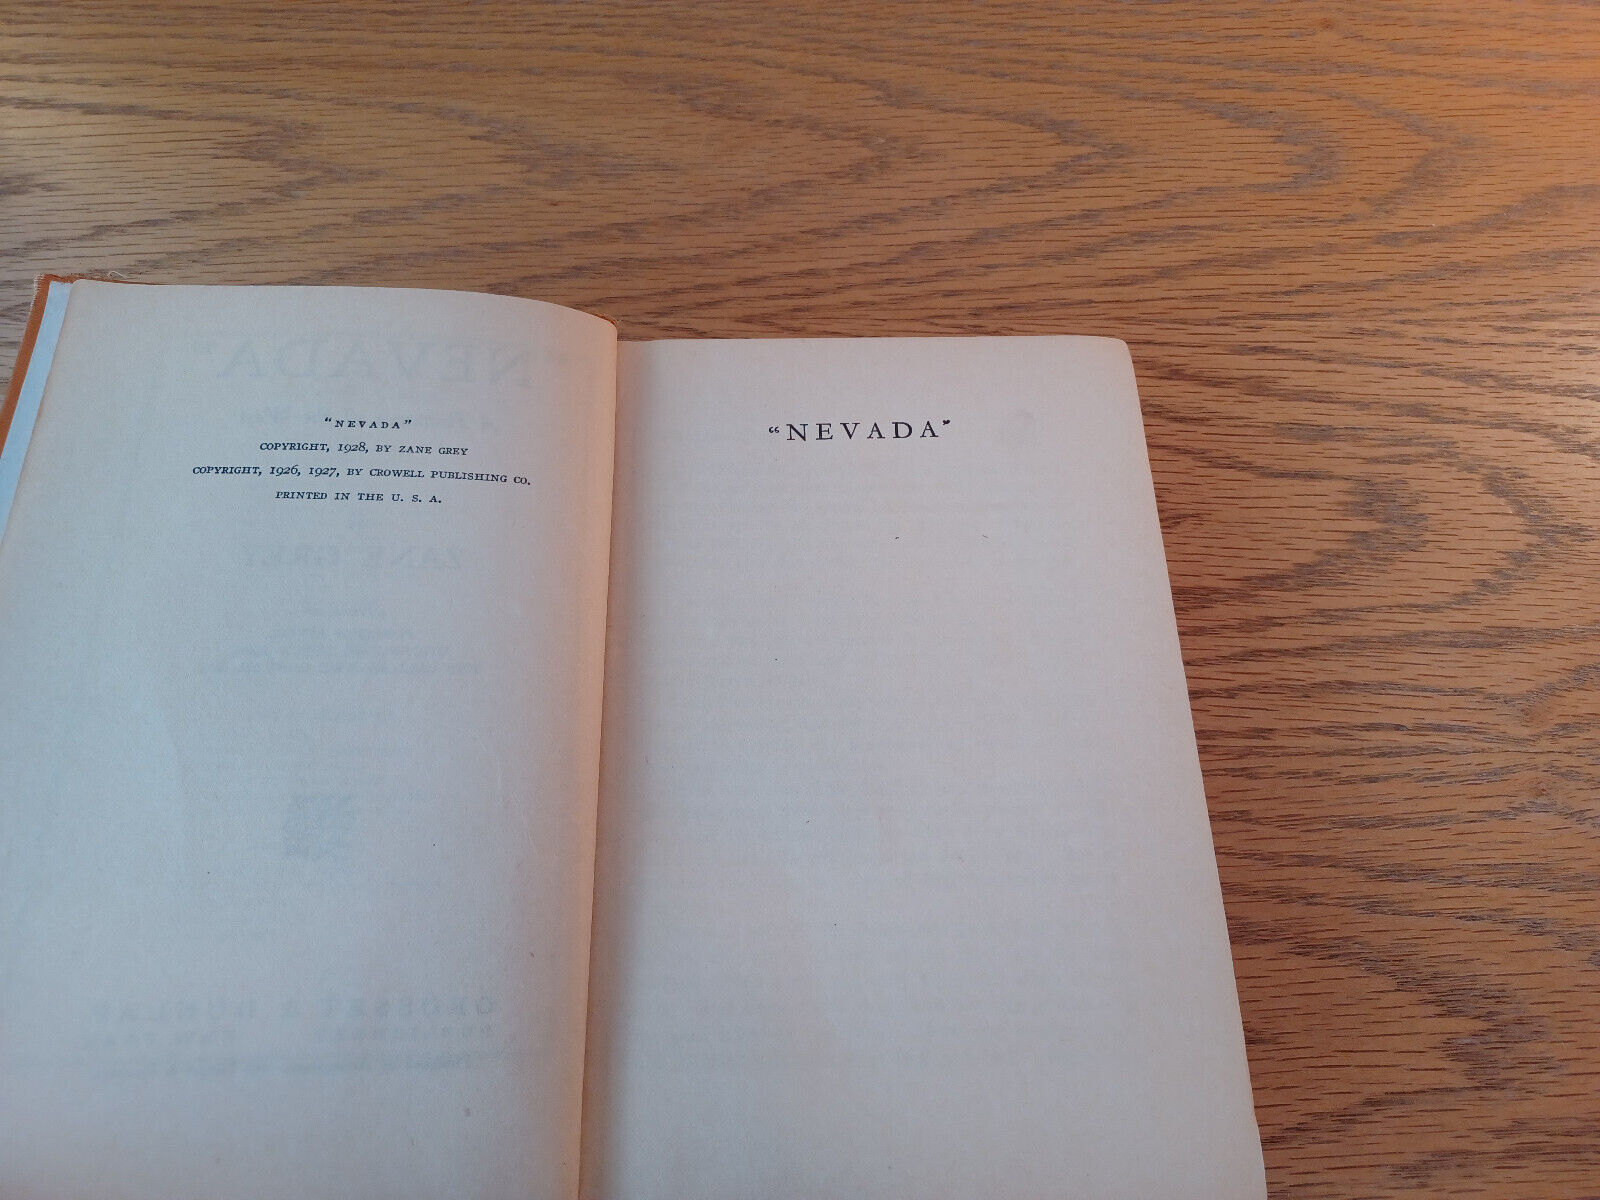 "NEVADA"
COPYRIGHT, 1928, BY ZANE GREY
COPYRIGHT, 1926, 1927, BY CROWELL PUBLISHING CO.
PRINTED IN THE U. S. A.
"NEVADA"